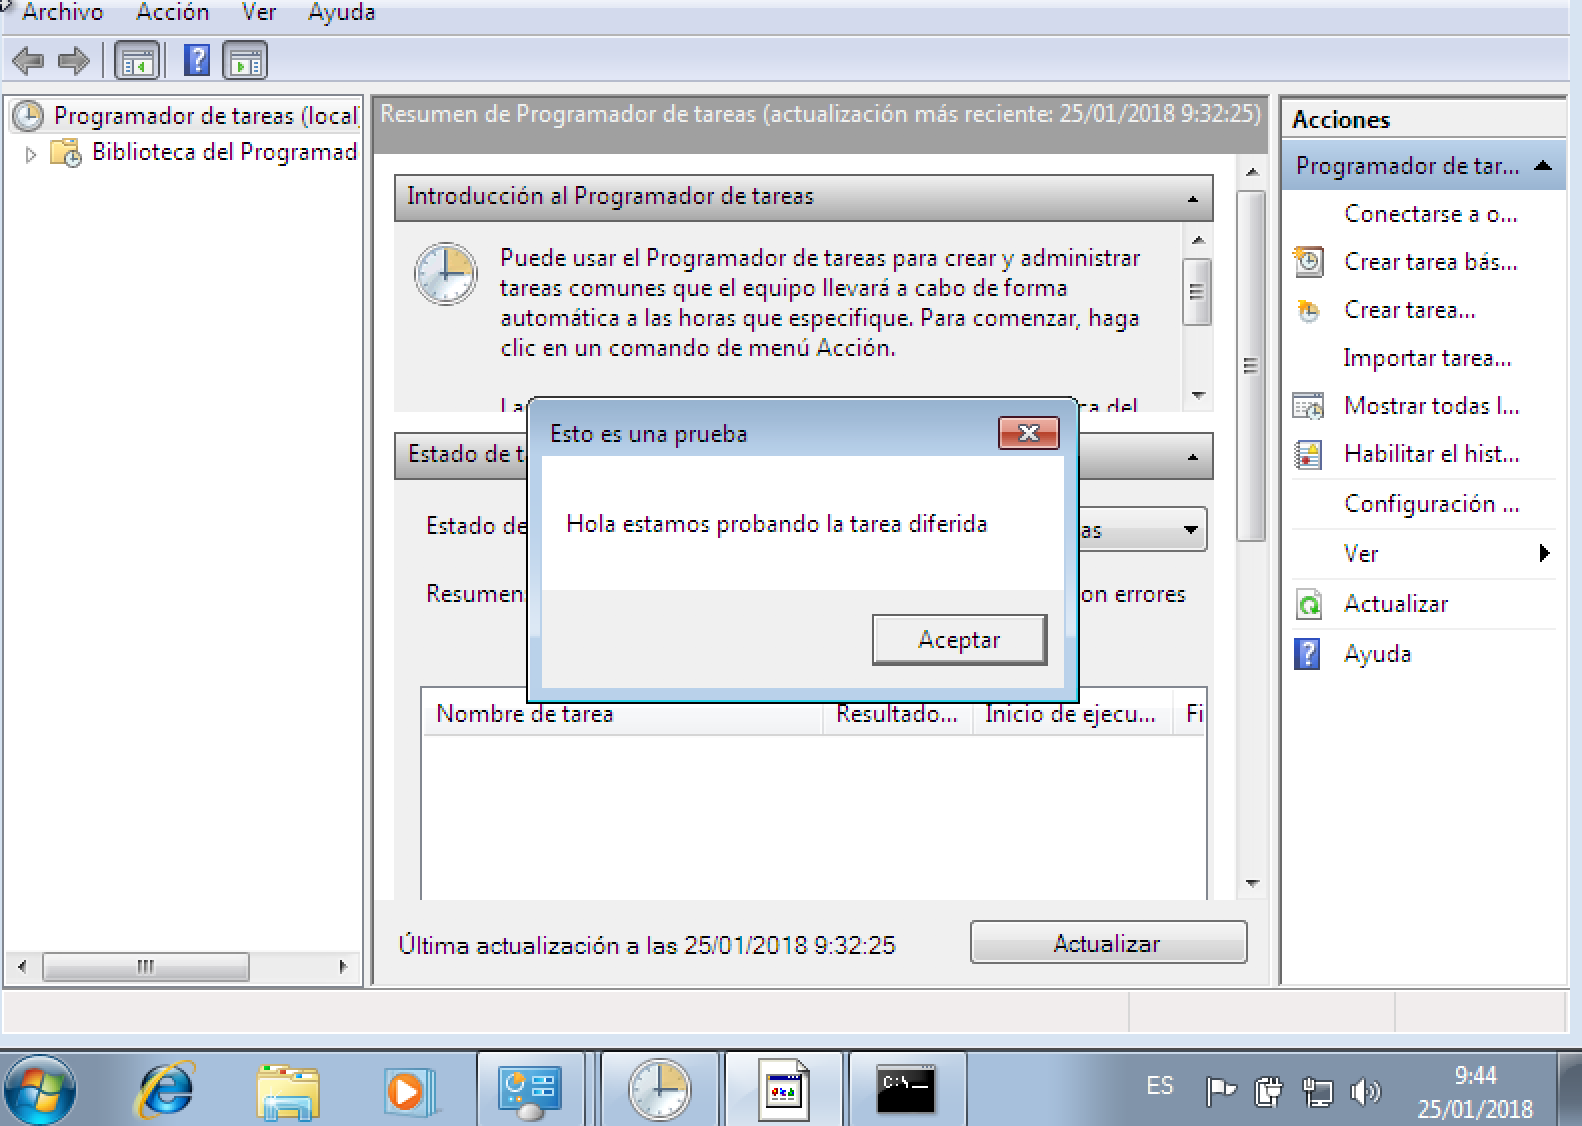 Archivo Acción Ver Ayuda
Programador de tareas (local
Biblioteca del Programad
Resumen de Programador de tareas (actualización más reciente: 25/01/2018 9:32:25)
Introducción al Programador de tareas
Puede usar el Programador de tareas para crear y administrar
tareas comunes que el equipo llevará a cabo de forma
automática a las horas que especifique. Para comenzar, haga
clic en un comando de menú Acción.
del
Estado de
Estado de
as
Resumen:
on errores
Esto es una prueba
Hola estamos probando la tarea diferida
Aceptar
Nombre de tarea Resultado... Inicio de ejecu... Fi
Última actualización a las 25/01/2018 9:32:25
Actualizar
Acciones
Programador de tar...
Conectarse a o...
Crear tarea bás...
Crear tarea...
Importar tarea...
Mostrar todas l...
Habilitar el hist...
Configuración ...
Ver
Actualizar
Ayuda
C:\_
ES
9:44
25/01/2018